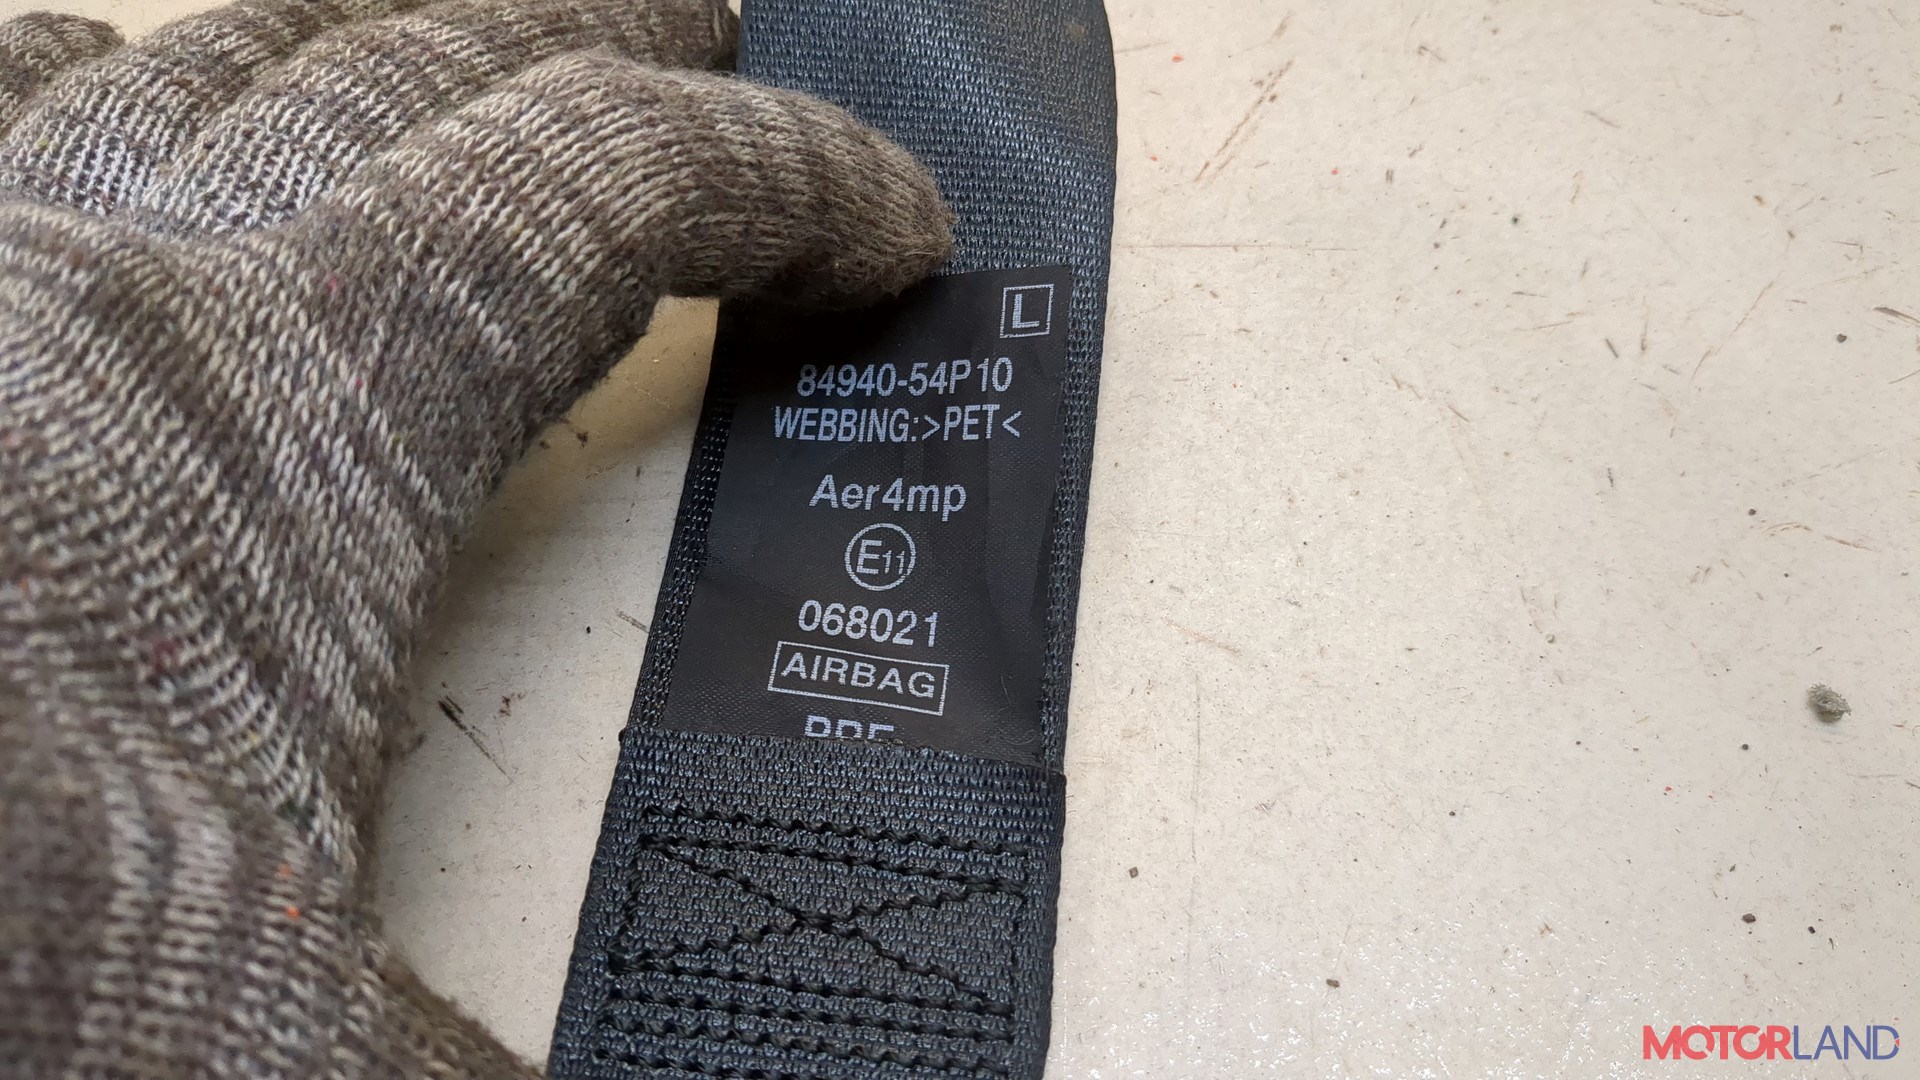 L
84940-54P10
WEBBING:>PET<
Aer4mp
E11
068021
AIRBAG
MOTORLAND